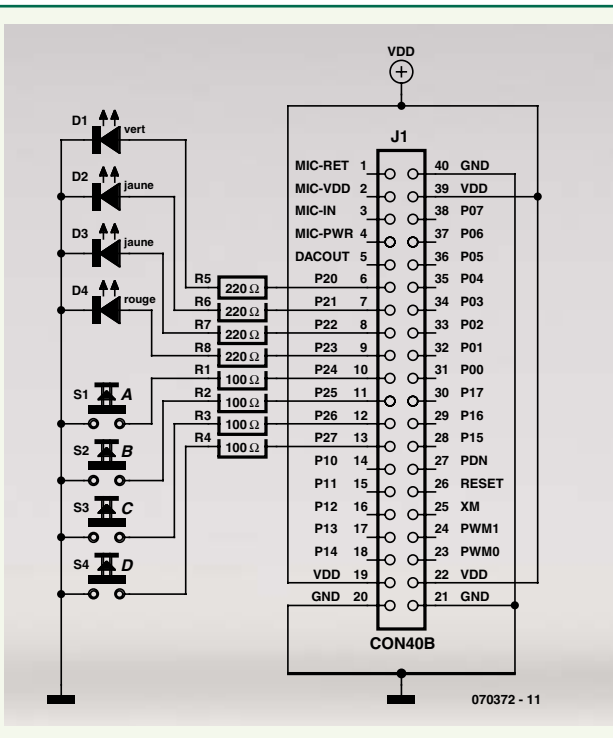 VDD
J1
D1 vert
D2 jaune
D3 jaune
D4 rouge
R5 220 Ω
R6 220 Ω
R7 220 Ω
R8 220 Ω
R1 100 Ω
R2 100 Ω
R3 100 Ω
R4 100 Ω
S1 A
S2 B
S3 C
S4 D
MIC-RET 1 40 GND
MIC-VDD 2 39 VDD
MIC-IN 3 38 P07
MIC-PWR 4 37 P06
DACOUT 5 36 P05
P20 6 35 P04
P21 7 34 P03
P22 8 33 P02
P23 9 32 P01
P24 10 31 P00
P25 11 30 P17
P26 12 29 P16
P27 13 28 P15
P10 14 27 PDN
P11 15 26 RESET
P12 16 25 XM
P13 17 24 PWM1
P14 18 23 PWM0
VDD 19 22 VDD
GND 20 21 GND
CON40B
070372 - 11